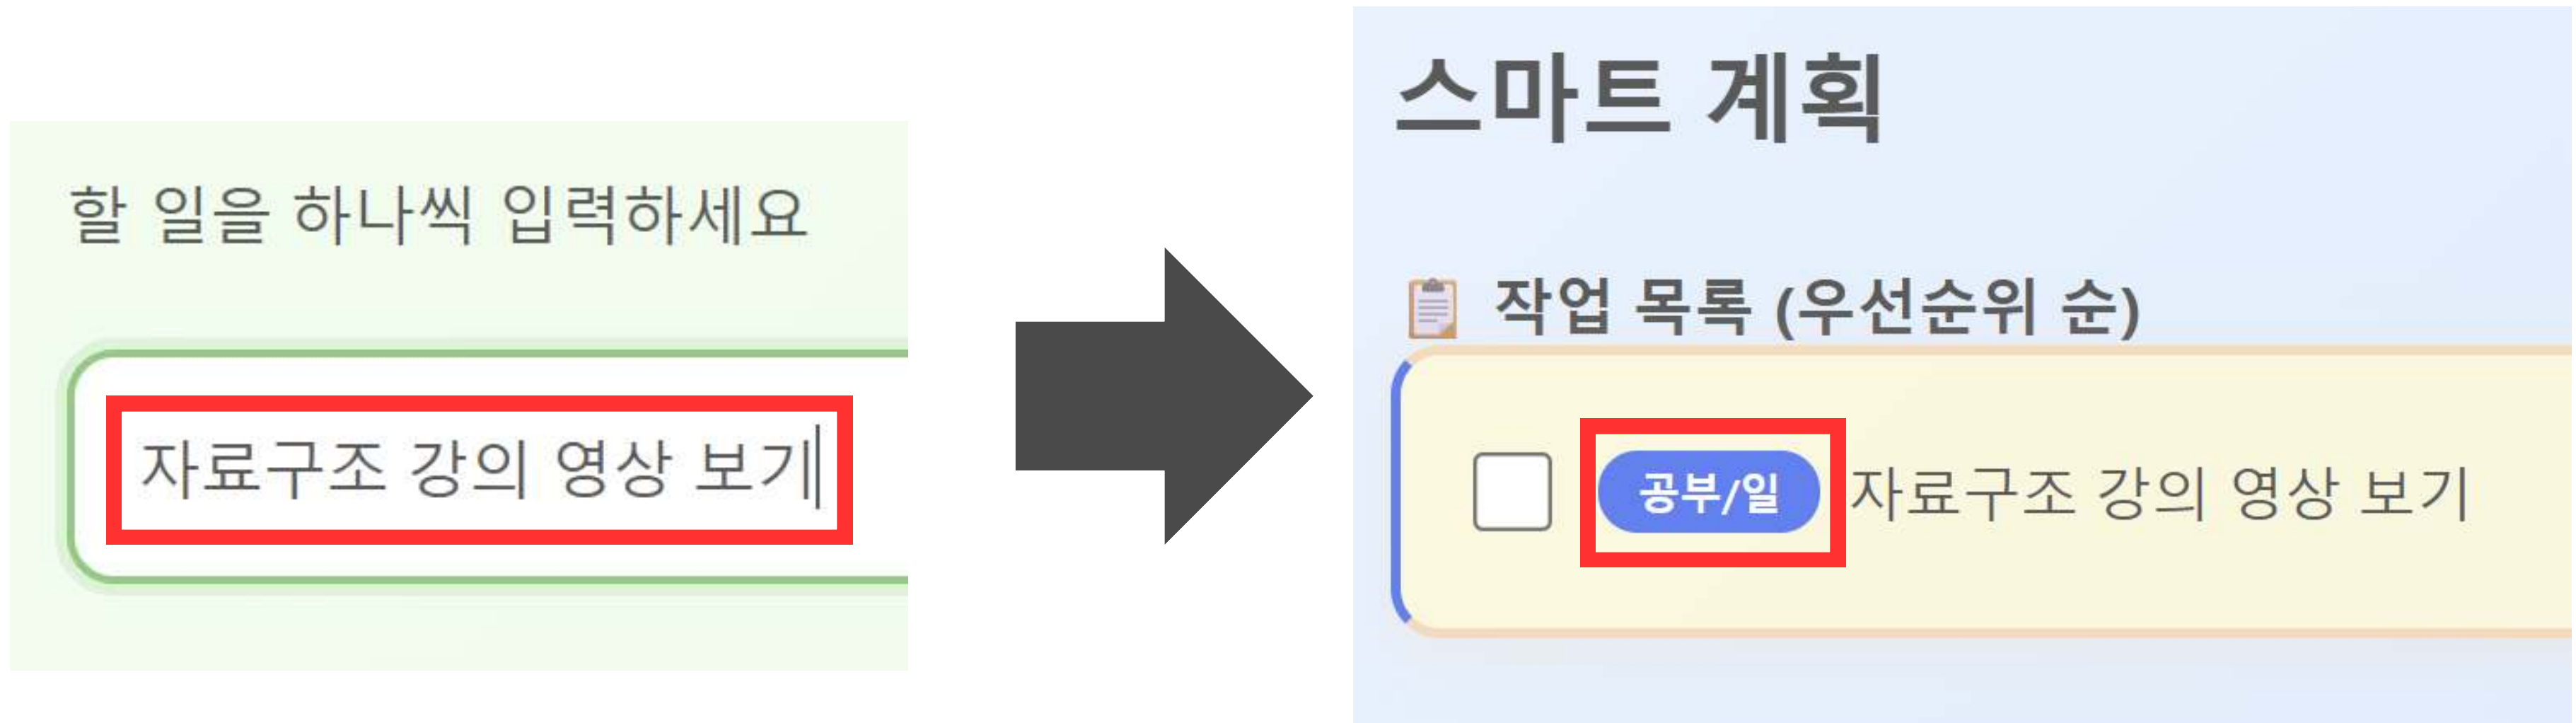 할 일을 하나씩 입력하세요
자료구조 강의 영상 보기
스마트 계획
작업 목록 (우선순위 순)
공부/일 자료구조 강의 영상 보기